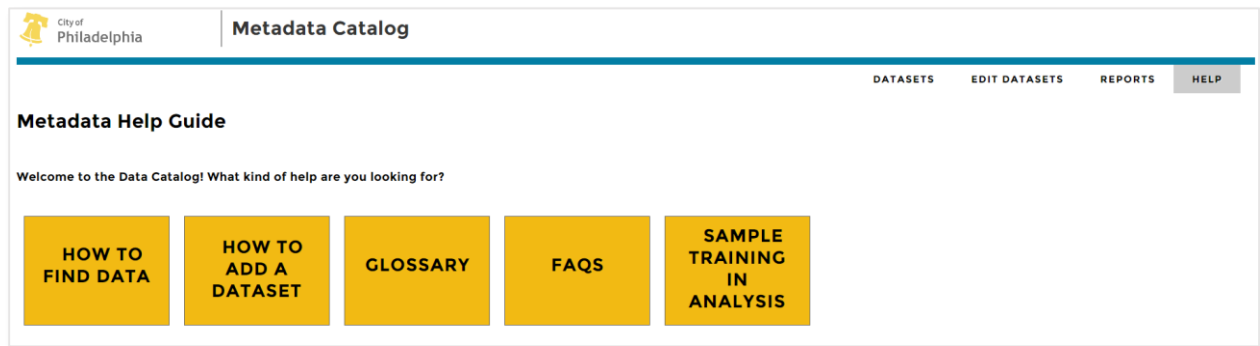 City of
Philadelphia
Metadata Catalog
DATASETS EDIT DATASETS REPORTS HELP
Metadata Help Guide
Welcome to the Data Catalog! What kind of help are you looking for?
HOW TO
FIND DATA
HOW TO
ADD A
DATASET
GLOSSARY
FAQS
SAMPLE
TRAINING
IN
ANALYSIS